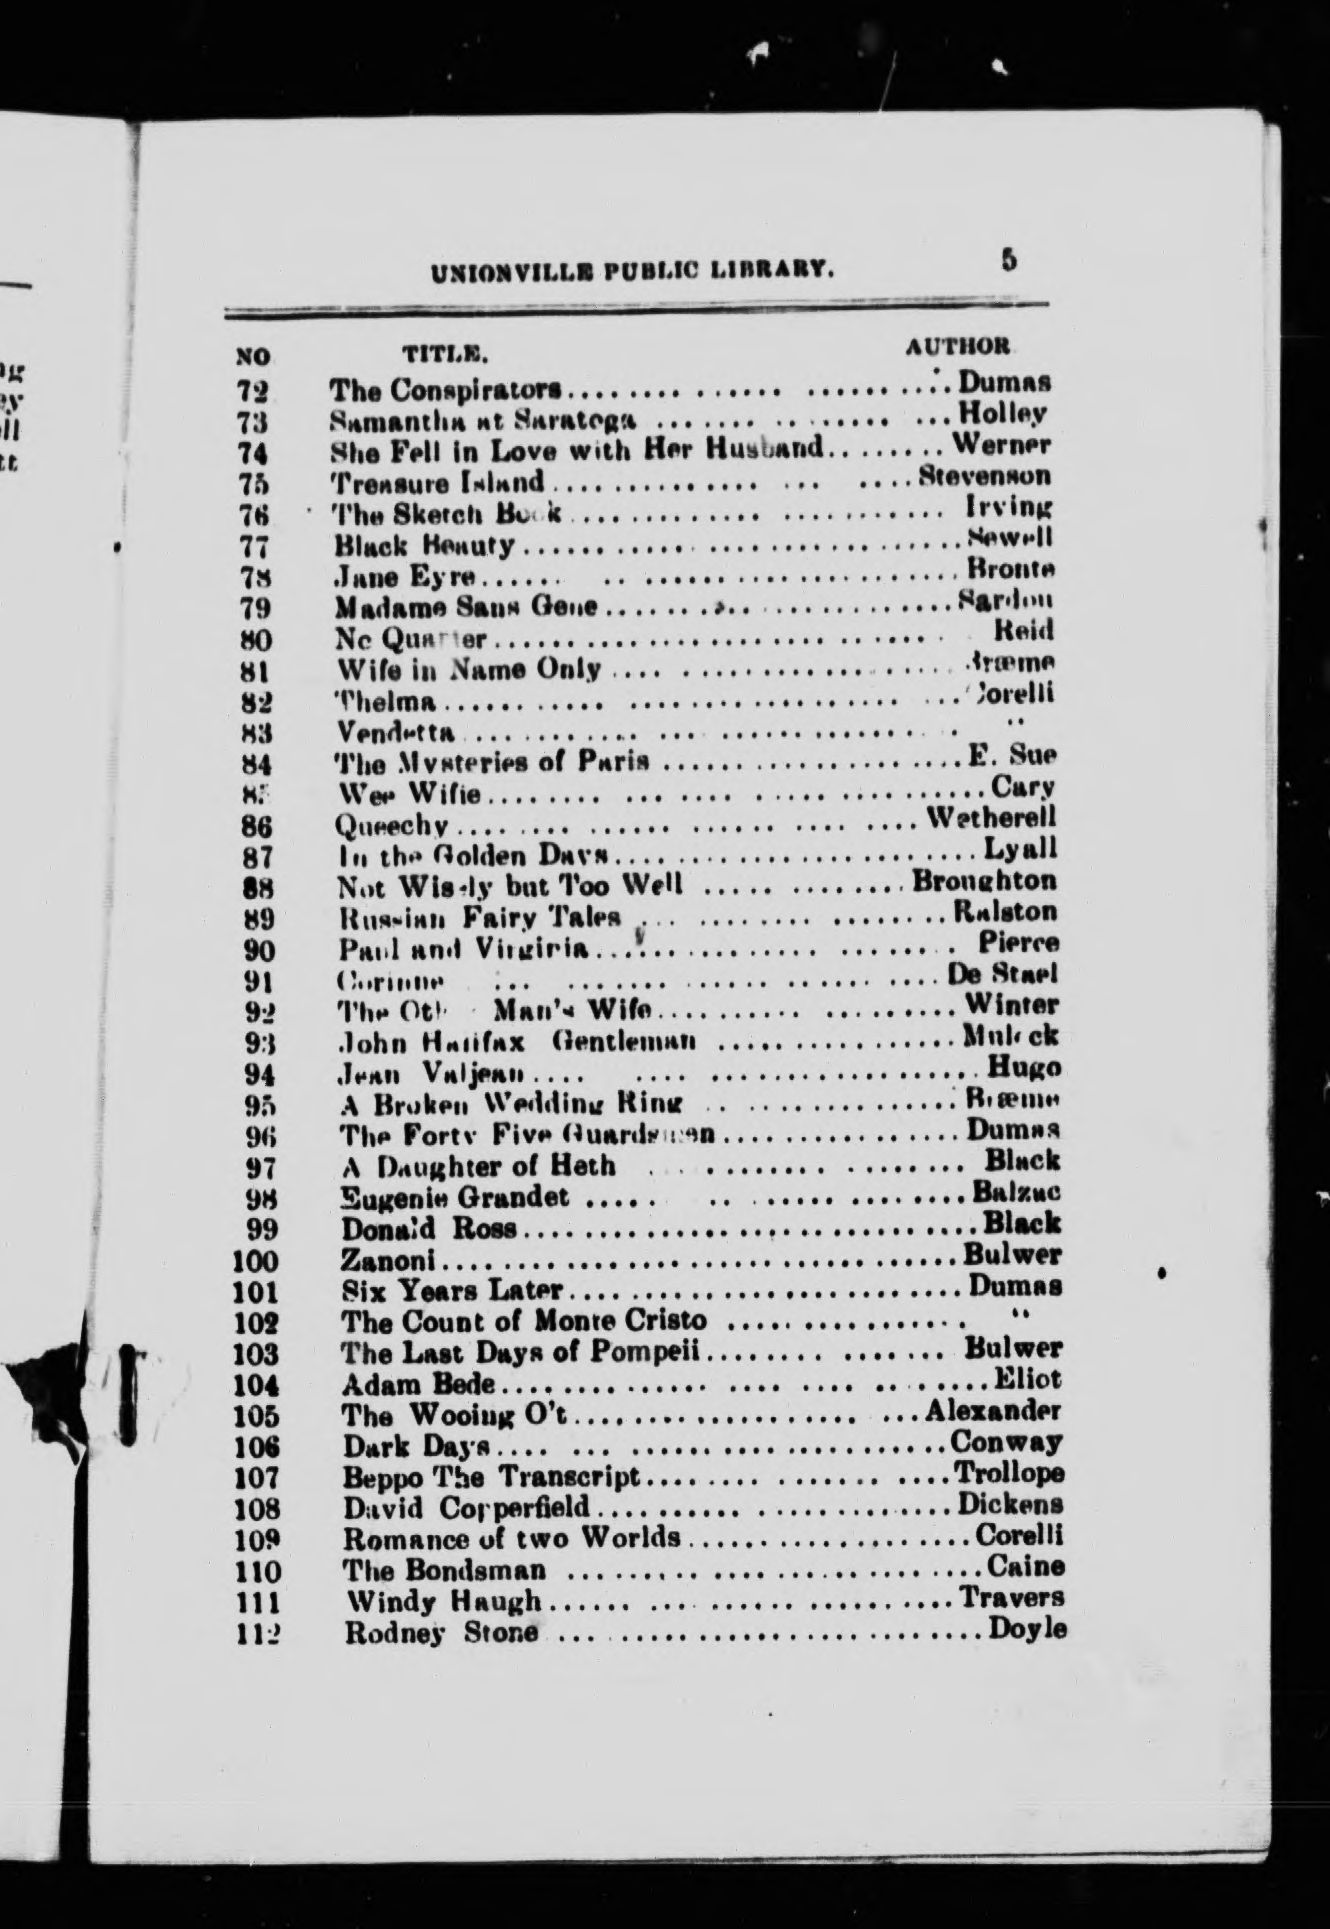 UNIONVILLE PUBLIC LIBRARY. 5
NO TITLE. AUTHOR
72 The Conspirators Dumas
73 Samantha at Saratoga Holley
74 She Fell in Love with Her Husband Werner
75 Treasure Island Stevenson
76 The Sketch Book Irving
77 Black Beauty Sewell
78 Jane Eyre Bronte
79 Madame Sans Gene Sardou
80 No Quarter Reid
81 Wife in Name Only Bræme
82 Thelma Corelli
83 Vendetta "
84 The Mysteries of Paris E. Sue
85 Wee Wifie Cary
86 Queechy Wetherell
87 In the Golden Days Lyall
88 Not Wisely but Too Well Broughton
89 Russian Fairy Tales Ralston
90 Paul and Virginia Pierce
91 Corinne De Stael
92 The Other Man's Wife Winter
93 John Halifax Gentleman Mulock
94 Jean Valjean Hugo
95 A Broken Wedding Ring Bræme
96 The Forty Five Guardsmen Dumas
97 A Daughter of Heth Black
98 Eugenie Grandet Balzac
99 Donald Ross Black
100 Zanoni Bulwer
101 Six Years Later Dumas
102 The Count of Monte Cristo "
103 The Last Days of Pompeii Bulwer
104 Adam Bede Eliot
105 The Wooing O't Alexander
106 Dark Days Conway
107 Beppo The Transcript Trollope
108 David Copperfield Dickens
109 Romance of two Worlds Corelli
110 The Bondsman Caine
111 Windy Haugh Travers
112 Rodney Stone Doyle